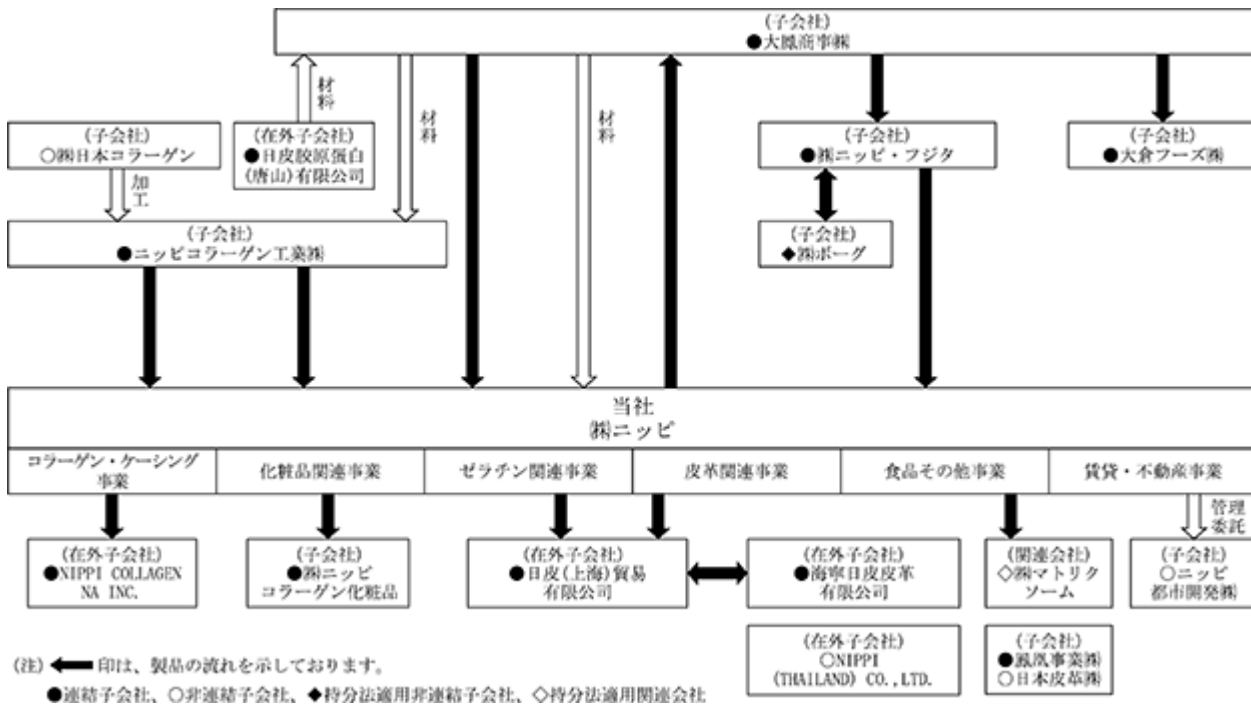 (子会社)
●大鳳商事㈱
材料
材料
材料
(子会社)
○㈱日本コラーゲン
(在外子会社)
●日皮胶原蛋白
(唐山)有限公司
(子会社)
●㈱ニッピ・フジタ
(子会社)
●大倉フーズ㈱
加工
(子会社)
●ニッピコラーゲン工業㈱
(子会社)
◆㈱ボーグ
当社
㈱ニッピ
コラーゲン・ケーシング
事業
化粧品関連事業
ゼラチン関連事業
皮革関連事業
食品その他事業
賃貸・不動産事業
管理
委託
(在外子会社)
●NIPPI COLLAGEN
NA INC.
(子会社)
●㈱ニッピ
コラーゲン化粧品
(在外子会社)
●日皮(上海)貿易
有限公司
(在外子会社)
●海寧日皮皮革
有限公司
(関連会社)
◇㈱マトリク
ソーム
(子会社)
○ニッピ
都市開発㈱
(在外子会社)
○NIPPI
(THAILAND) CO.,LTD.
(子会社)
●鳳凰事業㈱
○日本皮革㈱
(注) 印は、製品の流れを示しております。
●連結子会社、○非連結子会社、◆持分法適用非連結子会社、◇持分法適用関連会社